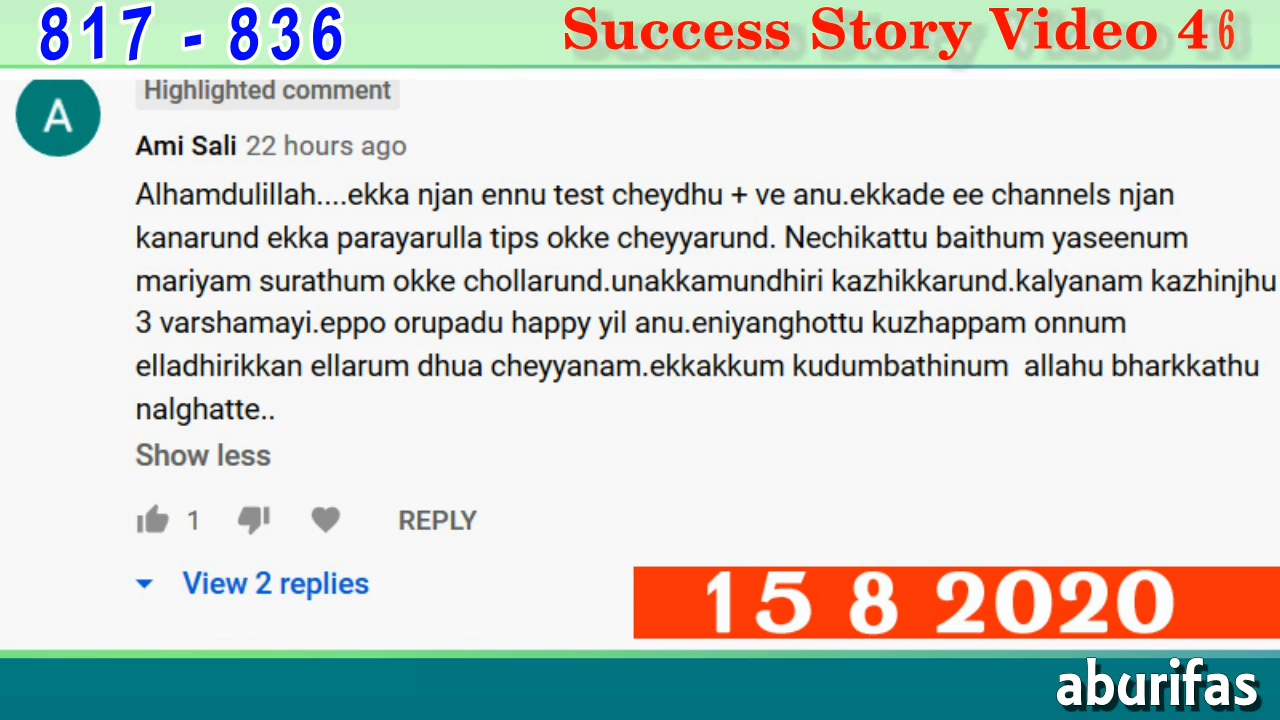 817 - 836
Success Story Video 46
Highlighted comment
A
Ami Sali 22 hours ago
Alhamdulillah....ekka njan ennu test cheydhu + ve anu.ekkade ee channels njan
kanarund ekka parayarulla tips okke cheyyarund. Nechikattu baithum yaseenum
mariyam surathum okke chollarund.unakkamundhiri kazhikkarund.kalyanam kazhinjhu
3 varshamayi.eppo orupadu happy yil anu.eniyanghottu kuzhappam onnum
elladhirikkan ellarum dhua cheyyanam.ekkakkum kudumbathinum allahu bharkkathu
nalghatte..
Show less
1 REPLY
View 2 replies
15 8 2020
aburifas